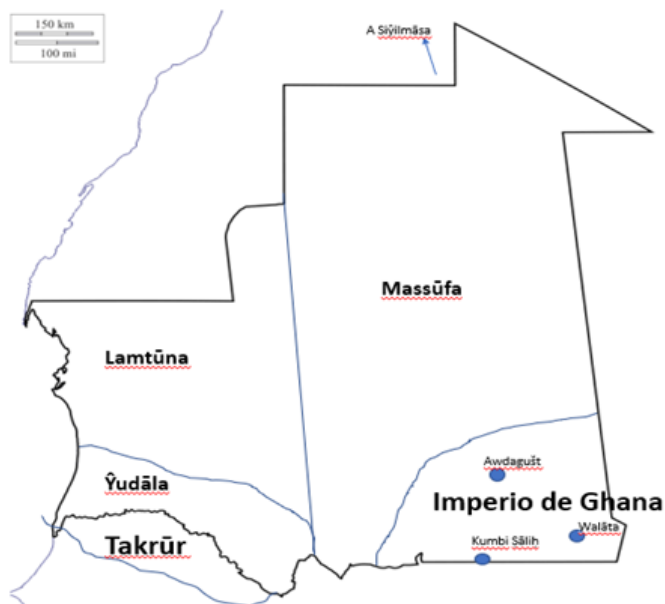 150 km
100 mi
A Siŷilmāsa
Massūfa
Lamtūna
Awdagušt
Ŷudāla
Imperio de Ghana
Walāta
Takrūr
Kumbi Sālih